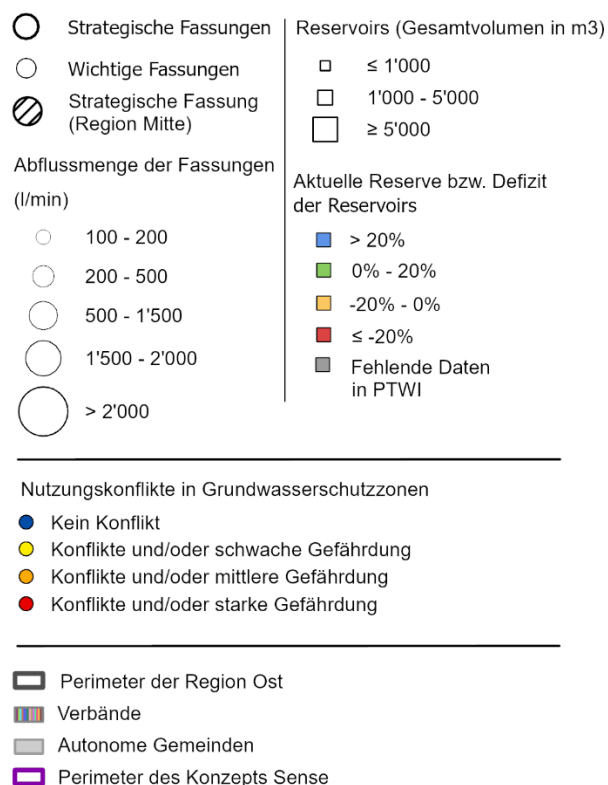 Strategische Fassungen
Wichtige Fassungen
Strategische Fassung
(Region Mitte)
Abflussmenge der Fassungen
(l/min)
100 - 200
200 - 500
500 - 1'500
1'500 - 2'000
> 2'000
Reservoirs (Gesamtvolumen in m3)
≤ 1'000
1'000 - 5'000
≥ 5'000
Aktuelle Reserve bzw. Defizit
der Reservoirs
> 20%
0% - 20%
-20% - 0%
≤ -20%
Fehlende Daten
in PTWI
Nutzungskonflikte in Grundwasserschutzzonen
Kein Konflikt
Konflikte und/oder schwache Gefährdung
Konflikte und/oder mittlere Gefährdung
Konflikte und/oder starke Gefährdung
Perimeter der Region Ost
Verbände
Autonome Gemeinden
Perimeter des Konzepts Sense